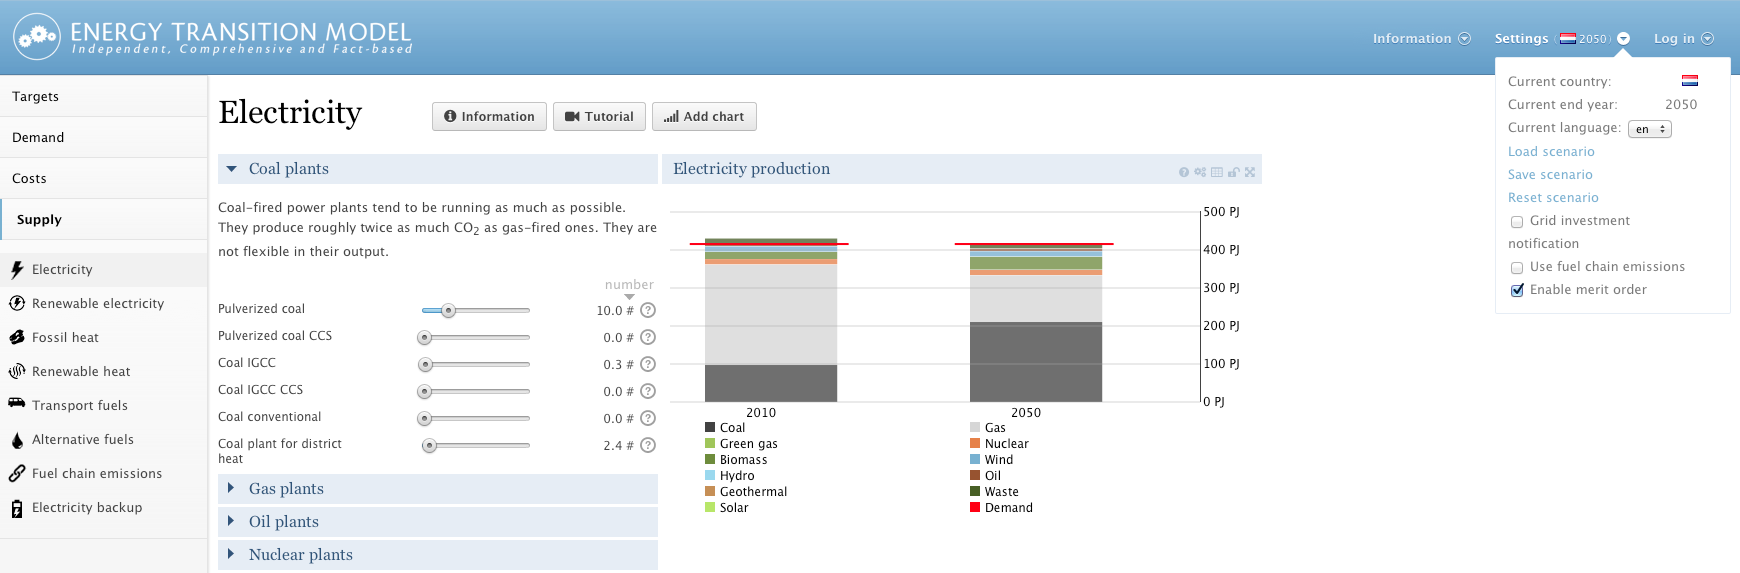 ENERGY TRANSITION MODEL
Independent, Comprehensive and Fact-based
Information
Settings
2050
Log in
Current country:
Current end year: 2050
Current language: en
Load scenario
Save scenario
Reset scenario
Grid investment
notification
Use fuel chain emissions
Enable merit order
Targets
Demand
Costs
Supply
Electricity
Renewable electricity
Fossil heat
Renewable heat
Transport fuels
Alternative fuels
Fuel chain emissions
Electricity backup
Electricity
Information
Tutorial
Add chart
Coal plants
Coal-fired power plants tend to be running as much as possible.
They produce roughly twice as much CO2 as gas-fired ones. They are
not flexible in their output.
number
Pulverized coal 10.0 # ?
Pulverized coal CCS 0.0 # ?
Coal IGCC 0.3 # ?
Coal IGCC CCS 0.0 # ?
Coal conventional 0.0 # ?
Coal plant for district 2.4 # ?
heat
Gas plants
Oil plants
Nuclear plants
Electricity production
500 PJ
400 PJ
300 PJ
200 PJ
100 PJ
0 PJ
2010 2050
Coal Gas
Green gas Nuclear
Biomass Wind
Hydro Oil
Geothermal Waste
Solar Demand